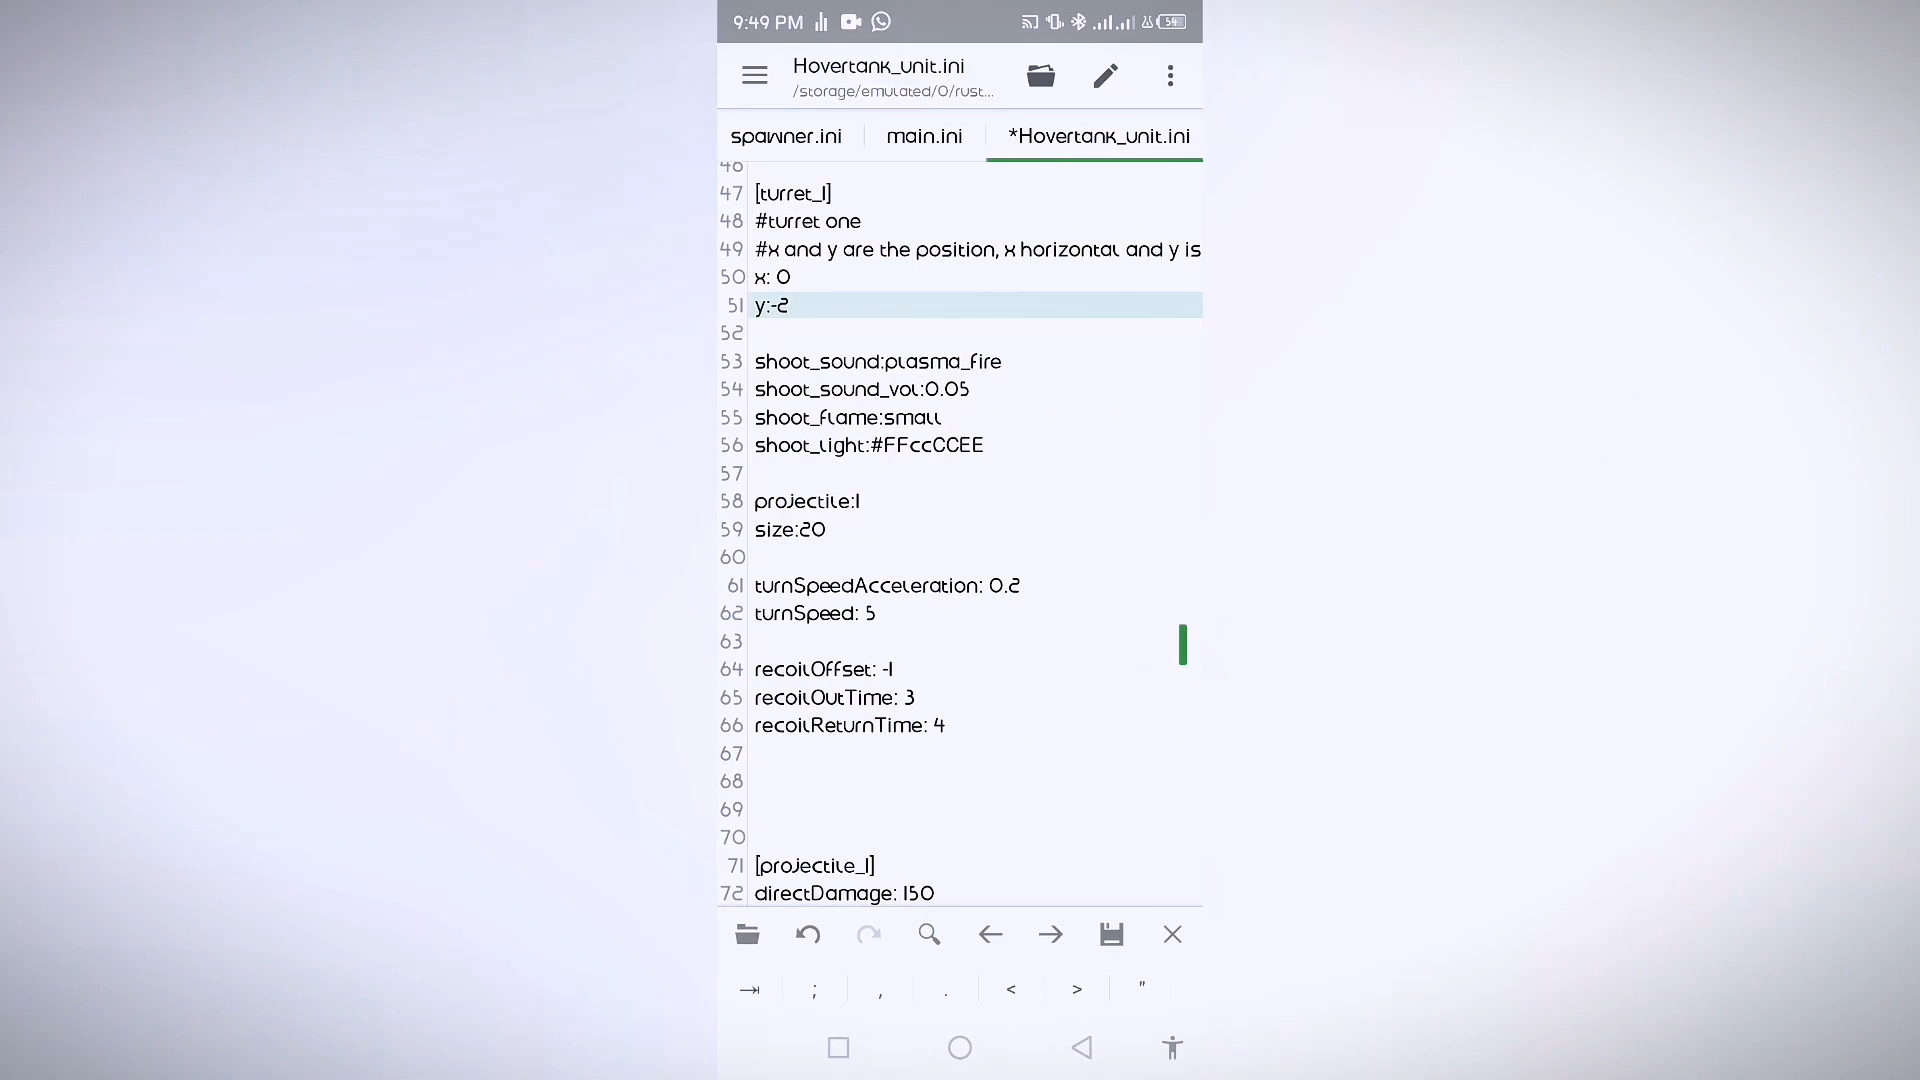 9:49 PM
54
Hovertank_unit.ini
/storage/emulated/0/rust...
spawner.ini
main.ini
*Hovertank_unit.ini
46
47 [turret_1]
48 #turret one
49 #x and y are the position, x horizontal and y is
50 x: 0
51 y:-2
52
53 shoot_sound:plasma_fire
54 shoot_sound_vol:0.05
55 shoot_flame:small
56 shoot_light:#FFccCCEE
57
58 projectile:1
59 size:20
60
61 turnSpeedAcceleration: 0.2
62 turnSpeed: 5
63
64 recoilOffset: -1
65 recoilOutTime: 3
66 recoilReturnTime: 4
67
68
69
70
71 [projectile_1]
72 directDamage: 150
; , . < > "